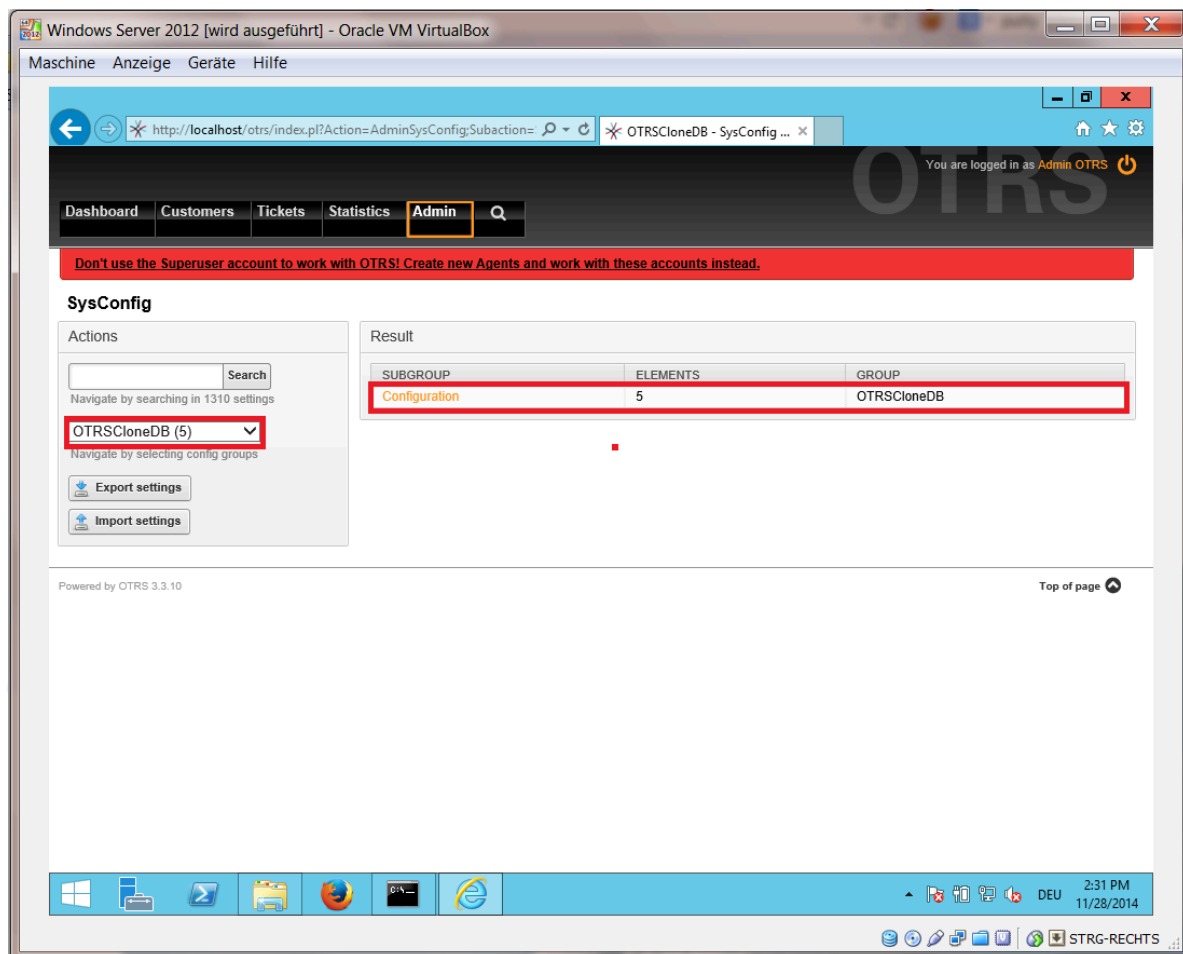 Windows Server 2012 [wird ausgeführt] - Oracle VM VirtualBox
Maschine Anzeige Geräte Hilfe
http://localhost/otrs/index.pl?Action=AdminSysConfig;Subaction=
OTRSCloneDB - SysConfig ...
OTRS
You are logged in as Admin OTRS
Dashboard Customers Tickets Statistics Admin
Don't use the Superuser account to work with OTRS! Create new Agents and work with these accounts instead.
SysConfig
Actions
Search
Navigate by searching in 1310 settings
OTRSCloneDB (5)
Navigate by selecting config groups
Export settings
Import settings
Result
SUBGROUP ELEMENTS GROUP
Configuration 5 OTRSCloneDB
Powered by OTRS 3.3.10
Top of page
DEU
2:31 PM
11/28/2014
STRG-RECHTS